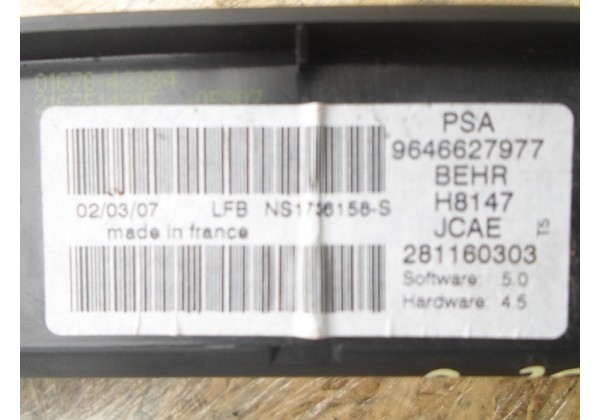 PSA
9646627977
BEHR
H8147
JCAE T5
281160303
Software: 5.0
Hardware: 4.5
02/03/07 LFB
made in france